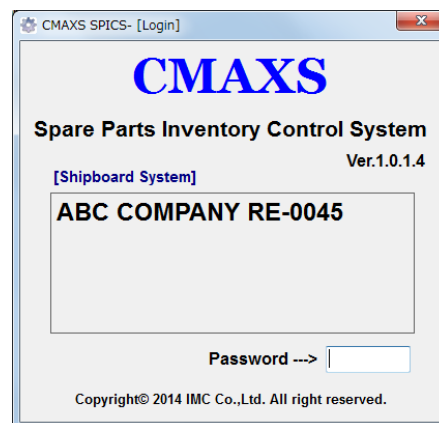 CMAXS SPICS- [Login]
CMAXS
Spare Parts Inventory Control System
Ver.1.0.1.4
[Shipboard System]
ABC COMPANY RE-0045
Password --->
Copyright© 2014 IMC Co.,Ltd. All right reserved.